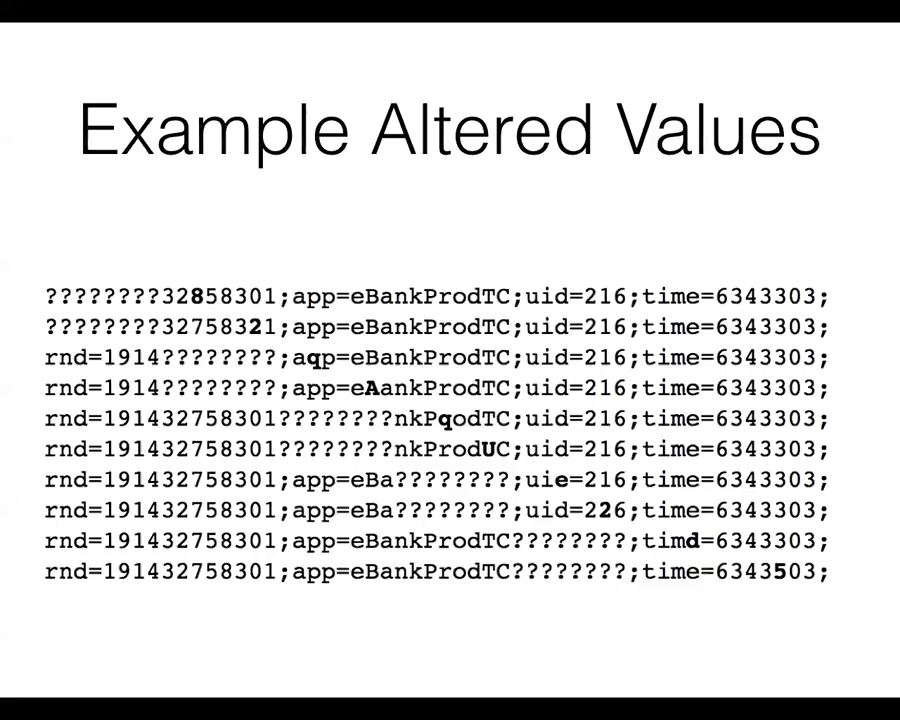 Example Altered Values
????????32858301;app=eBankProdTC;uid=216;time=6343303;
????????32758321;app=eBankProdTC;uid=216;time=6343303;
rnd=1914????????;aqp=eBankProdTC;uid=216;time=6343303;
rnd=1914????????;app=eAankProdTC;uid=216;time=6343303;
rnd=191432758301????????nkPqodTC;uid=216;time=6343303;
rnd=191432758301????????nkProdUC;uid=216;time=6343303;
rnd=191432758301;app=eBa????????;uie=216;time=6343303;
rnd=191432758301;app=eBa????????;uid=226;time=6343303;
rnd=191432758301;app=eBankProdTC????????;timd=6343303;
rnd=191432758301;app=eBankProdTC????????;time=6343503;